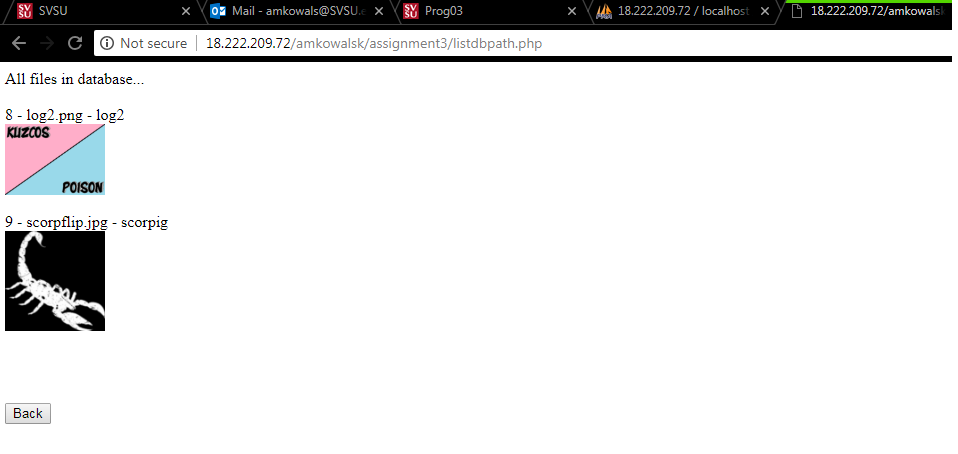 SVSU
Mail - amkowals@SVSU.e
Prog03
18.222.209.72 / localhost
18.222.209.72/amkowalsk
Not secure
18.222.209.72/amkowalsk/assignment3/listdbpath.php
All files in database...
8 - log2.png - log2
KUZCOS
POISON
9 - scorpflip.jpg - scorpig
Back